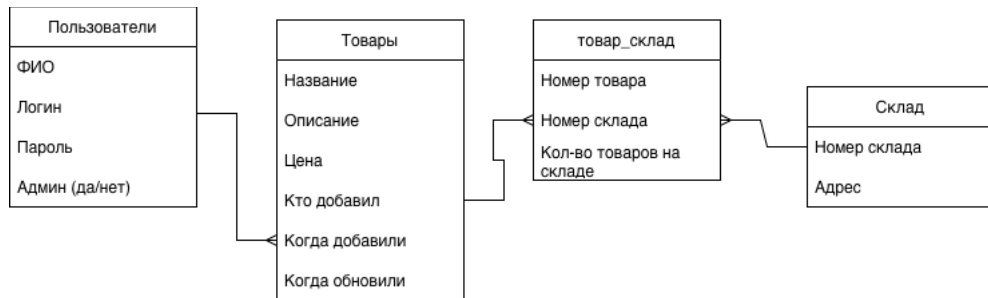 Пользователи
ФИО
Логин
Пароль
Админ (да/нет)
Товары
Название
Описание
Цена
Кто добавил
Когда добавили
Когда обновили
товар_склад
Номер товара
Номер склада
Кол-во товаров на
складе
Склад
Номер склада
Адрес